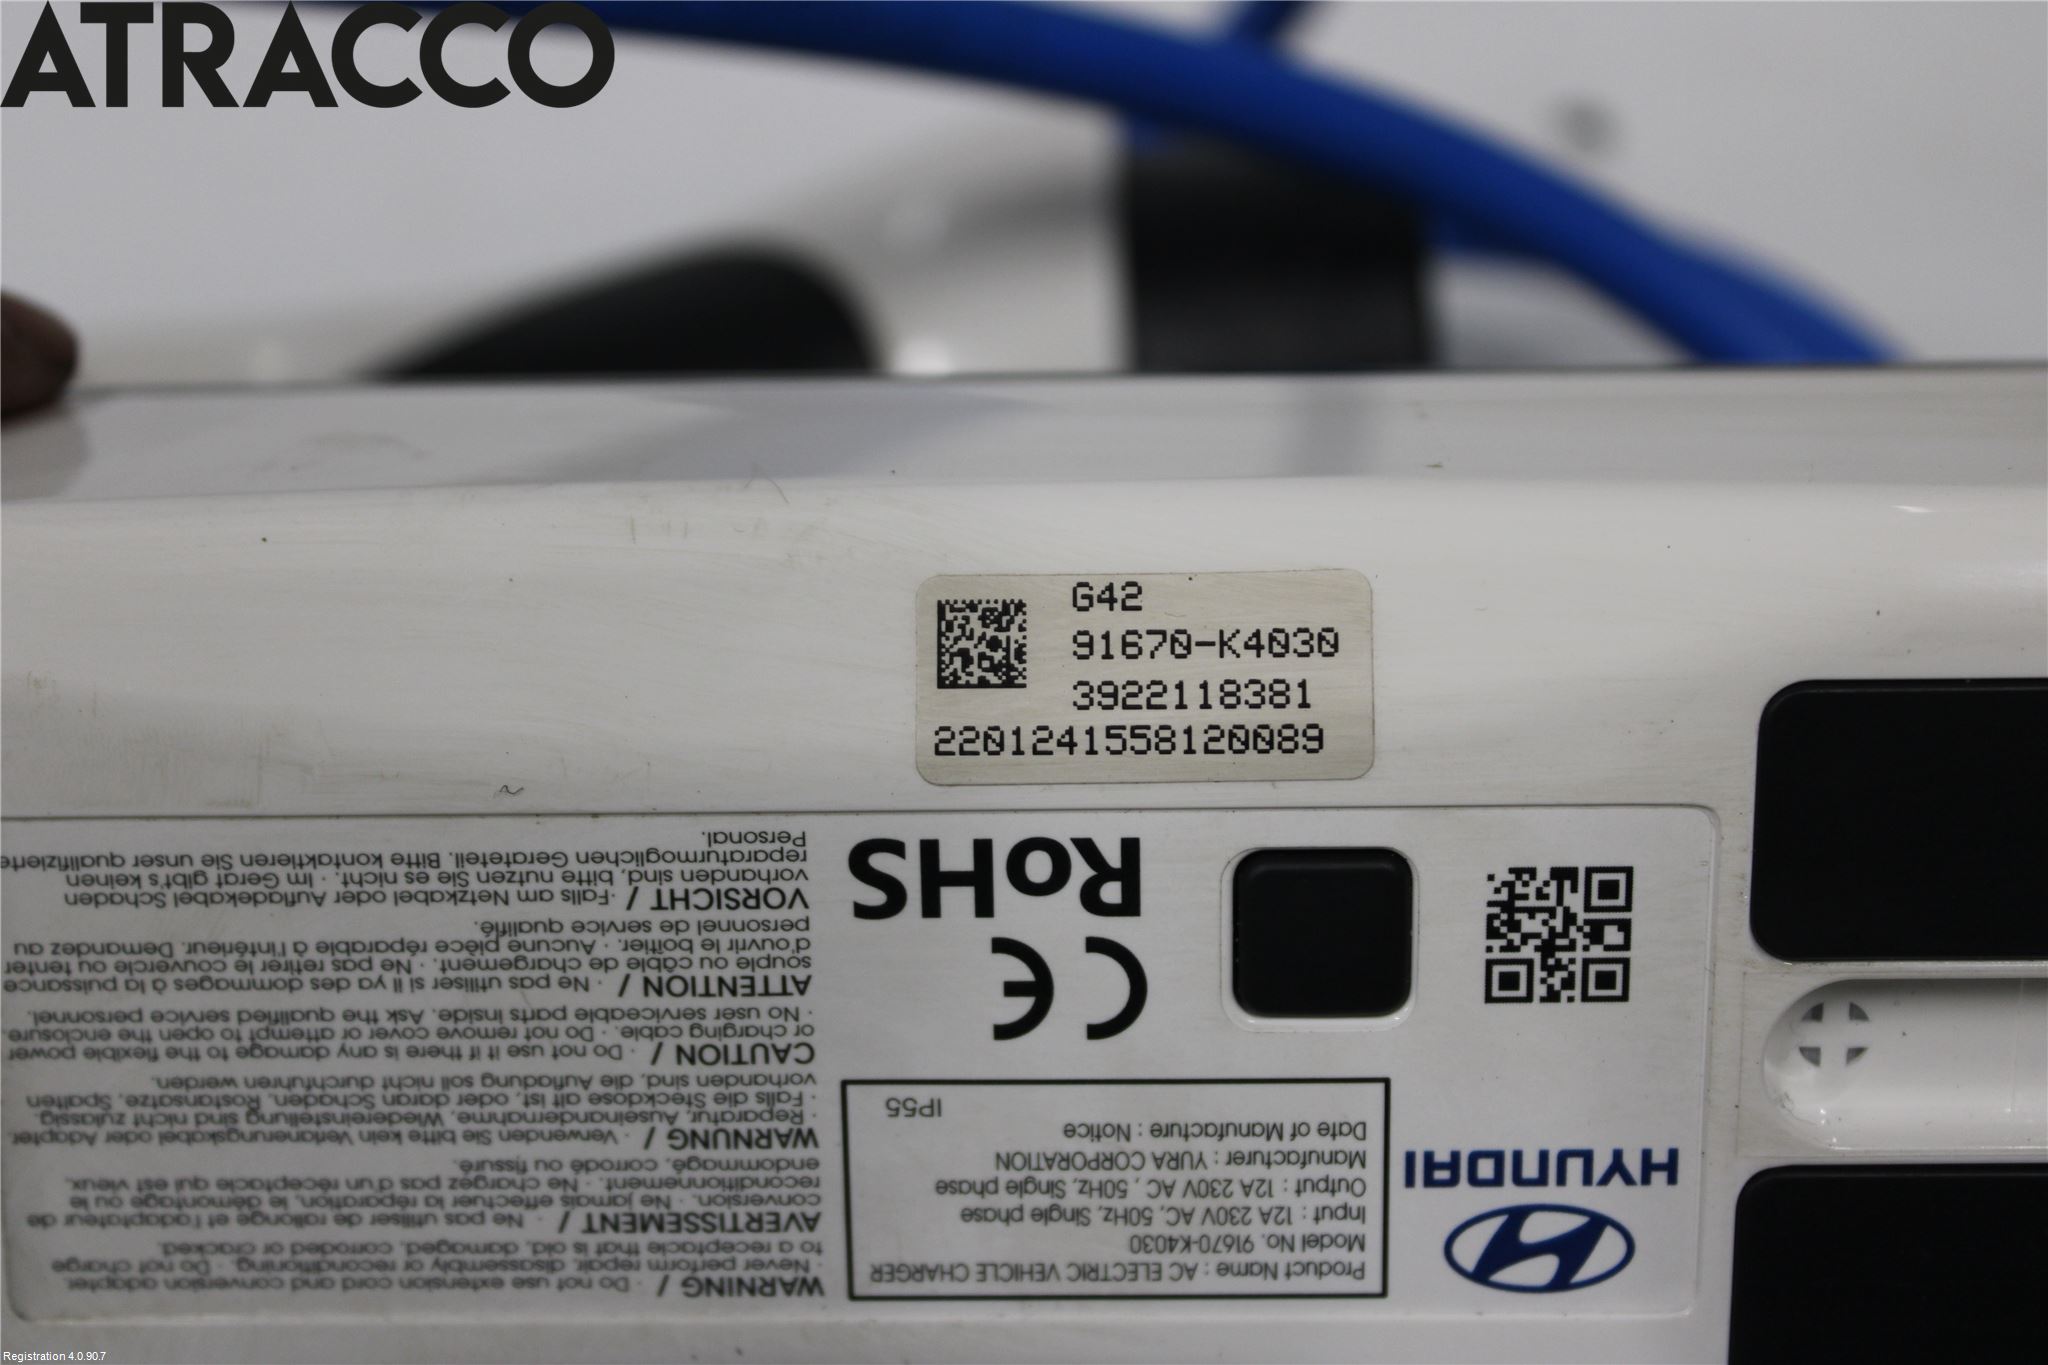 ATRACCO
G42
91670-K4030
3922118381
2201241558120089
HYUNDAI
Product Name : AC ELECTRIC VEHICLE CHARGER
Model No. 91670-K4030
Input : 12A 230V AC, 50Hz, Single phase
Output : 12A 230V AC , 50Hz, Single phase
Manufacturer : YURA CORPORATION
Date of Manufacture : Notice
IP55
CE
RoHS
WARNING / · Do not use extension cord and conversion adapter.
· Never perform repair, disassembly or reconditioning. · Do not charge
to a receptacle that is old, damaged, corroded or cracked.
AVERTISSEMENT / · Ne pas utiliser de rallonge et l'adaptateur de
conversion. · Ne jamais effectuer la réparation, le démontage ou le
reconditionnement. · Ne chargez pas d'un réceptacle qui est vieux,
endommagé, corrodé ou fissuré.
WARNUNG / · Verwenden Sie bitte kein Verlanerungskabel oder Adapter.
· Reparatur, Auseinandernahme, Wiedereinstellung sind nicht zulassig.
· Falls die Steckdose alt ist, oder daran Schaden, Rostansatze, Spalten
vorhanden sind, die Aufladung soll nicht durchfuhren werden.
CAUTION / · Do not use it if there is any damage to the flexible power
or charging cable. · Do not remove cover or attempt to open the enclosure.
· No user serviceable parts inside. Ask the qualified service personnel.
ATTENTION / · Ne pas utiliser si il ya des dommages à la puissance
souple ou câble de chargement. · Ne pas retirer le couvercle ou tenter
d'ouvrir le boîtier. · Aucune pièce réparable à l'intérieur. Demandez au
personnel de service qualifié.
VORSICHT / ·Falls am Netzkabel oder Aufladekabel Schaden
vorhanden sind, bitte nutzen Sie es nicht. · Im Gerat gibt's keinen
reparaturmoglichen Gerateteil. Bitte kontaktieren Sie unser qualifizierte
Personal.
Registration 4.0.90.7